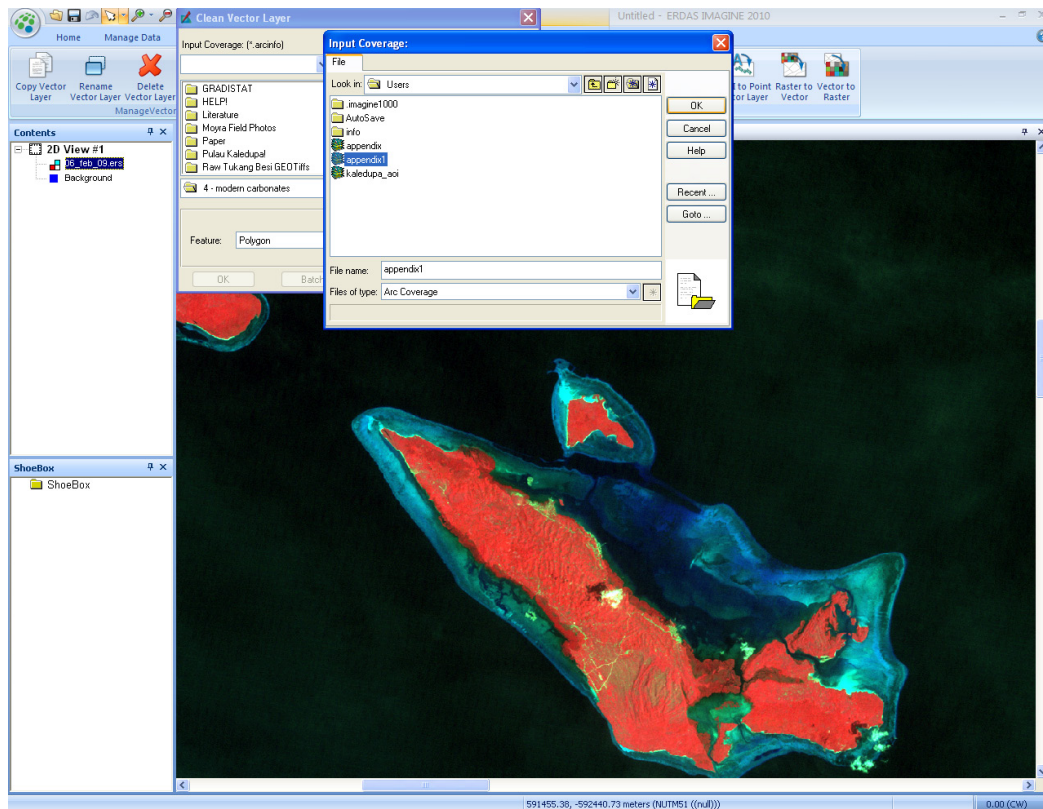 Untitled - ERDAS IMAGINE 2010
Home Manage Data
Copy Vector Layer
Rename Vector Layer
Delete Vector Layer
ManageVector
Raster to Vector
Vector to Raster
Contents
2D View #1
06_feb_09.ers
Background
ShoeBox
ShoeBox
Clean Vector Layer
Input Coverage: (*.arcinfo)
GRADISTAT
HELP!
Literature
Moyra Field Photos
Paper
Pulau Kaledupa!
Raw Tukang Besi GEOTiffs
4 - modern carbonates
Feature: Polygon
OK Batch
Input Coverage:
File
Look in: Users
.imagine1000
AutoSave
info
appendix
appendix1
kaledupa_aoi
OK
Cancel
Help
Recent ...
Goto ...
File name: appendix1
Files of type: Arc Coverage
591455.38, -592440.73 meters (NUTM51 ((null)))
0.00 (CW)